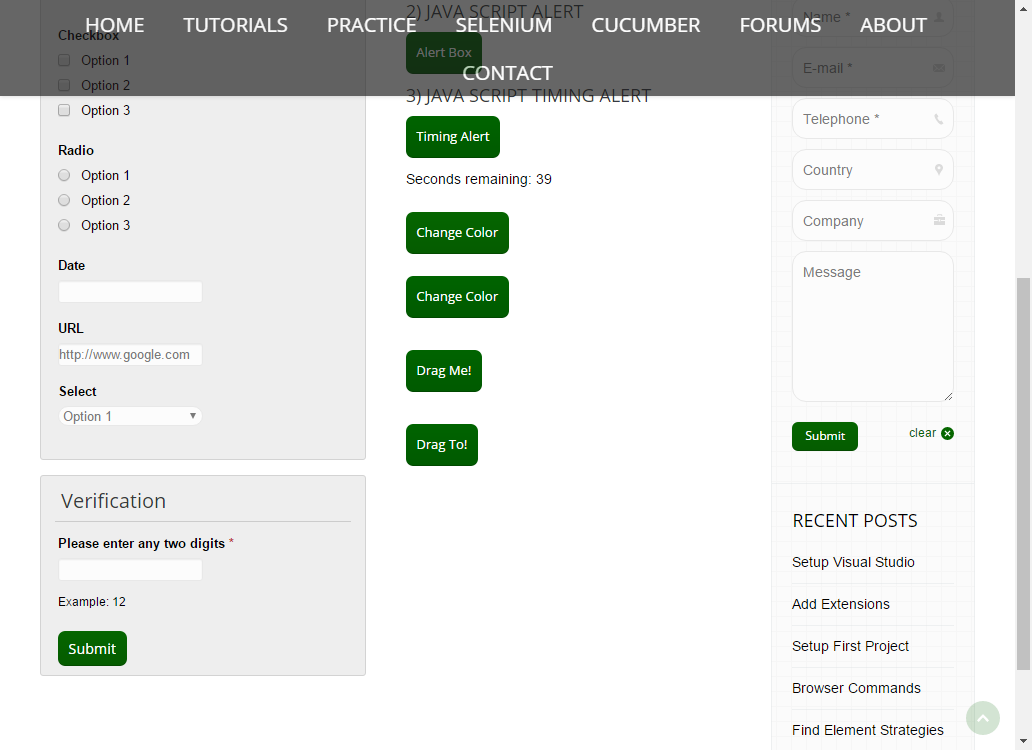 HOME TUTORIALS PRACTICE SELENIUM CUCUMBER FORUMS ABOUT
CONTACT
Checkbox
Option 1
Option 2
Option 3
Radio
Option 1
Option 2
Option 3
Date
URL
http://www.google.com
Select
Option 1
Verification
Please enter any two digits *
Example: 12
Submit
2) JAVA SCRIPT ALERT
Alert Box
3) JAVA SCRIPT TIMING ALERT
Timing Alert
Seconds remaining: 39
Change Color
Change Color
Drag Me!
Drag To!
Name *
E-mail *
Telephone *
Country
Company
Message
Submit
clear
RECENT POSTS
Setup Visual Studio
Add Extensions
Setup First Project
Browser Commands
Find Element Strategies